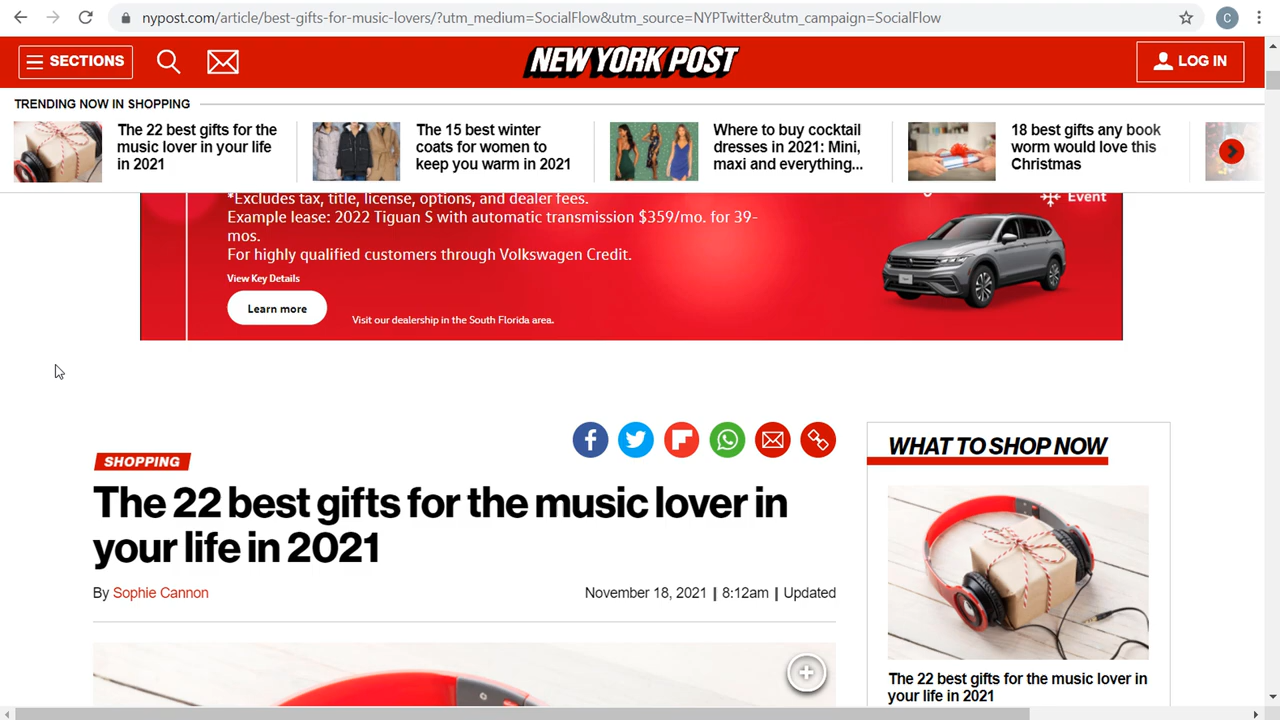 nypost.com/article/best-gifts-for-music-lovers/?utm_medium=SocialFlow&utm_source=NYPTwitter&utm_campaign=SocialFlow
C
SECTIONS
NEW YORK POST
LOG IN
TRENDING NOW IN SHOPPING
The 22 best gifts for the
music lover in your life
in 2021
The 15 best winter
coats for women to
keep you warm in 2021
Where to buy cocktail
dresses in 2021: Mini,
maxi and everything...
18 best gifts any book
worm would love this
Christmas
*Excludes tax, title, license, options, and dealer fees.
Example lease: 2022 Tiguan S with automatic transmission $359/mo. for 39-
mos.
For highly qualified customers through Volkswagen Credit.
View Key Details
Learn more
Visit our dealership in the South Florida area.
Event
SHOPPING
The 22 best gifts for the music lover in
your life in 2021
By Sophie Cannon
November 18, 2021 | 8:12am | Updated
WHAT TO SHOP NOW
The 22 best gifts for the music lover in
your life in 2021